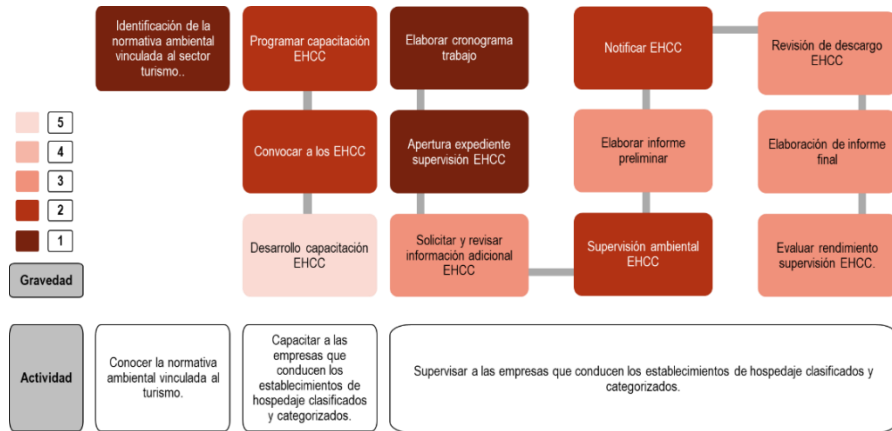 Identificación de la
normativa ambiental
vinculada al sector
turismo..
Programar capacitación
EHCC
Elaborar cronograma
trabajo
Notificar EHCC
Revisión de descargo
EHCC
5
4
3
2
1
Gravedad
Convocar a los EHCC
Apertura expediente
supervisión EHCC
Elaborar informe
preliminar
Elaboración de informe
final
Desarrollo capacitación
EHCC
Solicitar y revisar
información adicional
EHCC
Supervisión ambiental
EHCC
Evaluar rendimiento
supervisión EHCC.
Actividad
Conocer la normativa
ambiental vinculada al
turismo.
Capacitar a las
empresas que
conducen los
establecimientos de
hospedaje clasificados
y categorizados.
Supervisar a las empresas que conducen los establecimientos de hospedaje clasificados y
categorizados.